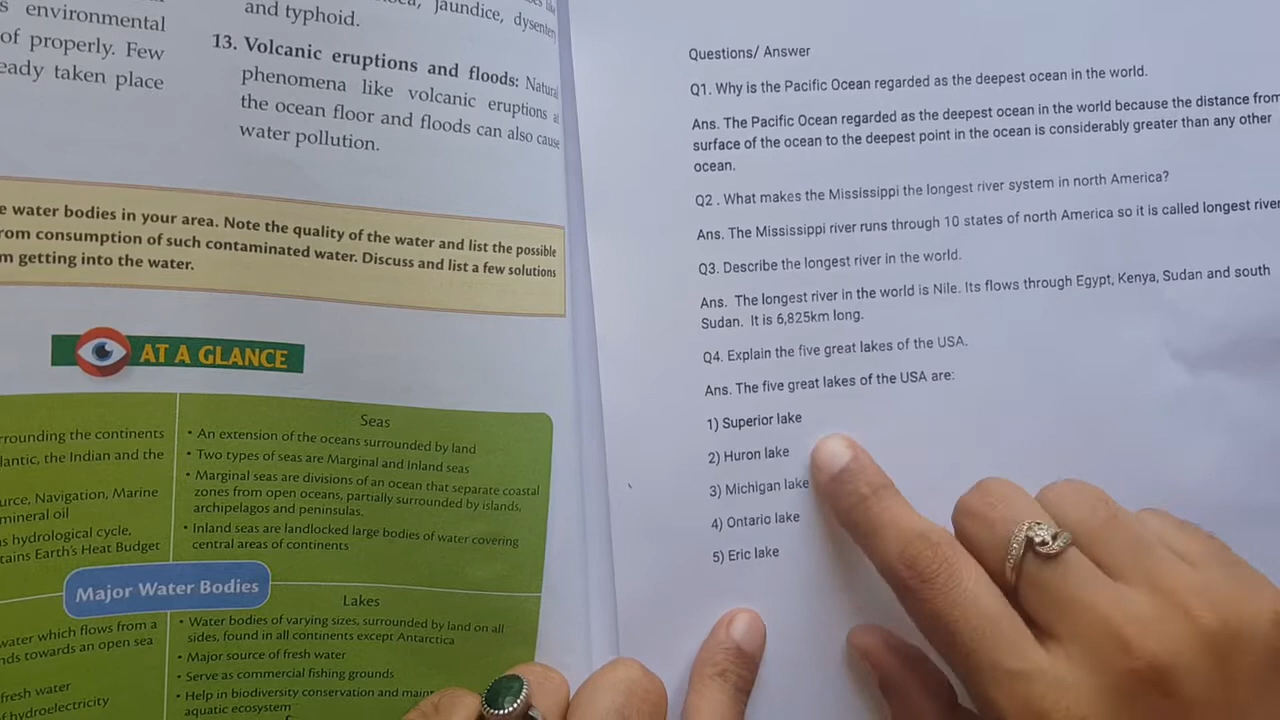 s environmental
of properly. Few
eady taken place
jaundice, dysenter
and typhoid.
13. Volcanic eruptions and floods: Natural
phenomena like volcanic eruptions
the ocean floor and floods can also cause
water pollution.
e water bodies in your area. Note the quality of the water and list the possible
rom consumption of such contaminated water. Discuss and list a few solutions
m getting into the water.
AT A GLANCE
rrounding the continents
lantic, the Indian and the
urce, Navigation, Marine
mineral oil
s hydrological cycle,
tains Earth's Heat Budget
Seas
• An extension of the oceans surrounded by land
• Two types of seas are Marginal and Inland seas
• Marginal seas are divisions of an ocean that separate coastal
zones from open oceans, partially surrounded by islands,
archipelagos and peninsulas.
• Inland seas are landlocked large bodies of water covering
central areas of continents
Major Water Bodies
water which flows from a
nds towards an open sea
fresh water
f hydroelectricity
Lakes
• Water bodies of varying sizes, surrounded by land on all
sides, found in all continents except Antarctica
• Major source of fresh water
• Serve as commercial fishing grounds
• Help in biodiversity conservation and main
aquatic ecosystem
Questions/ Answer
Q1. Why is the Pacific Ocean regarded as the deepest ocean in the world.
Ans. The Pacific Ocean regarded as the deepest ocean in the world because the distance from
surface of the ocean to the deepest point in the ocean is considerably greater than any other
ocean.
Q2 . What makes the Mississippi the longest river system in north America?
Ans. The Mississippi river runs through 10 states of north America so it is called longest river
Q3. Describe the longest river in the world.
Ans. The longest river in the world is Nile. Its flows through Egypt, Kenya, Sudan and south
Sudan. It is 6,825km long.
Q4. Explain the five great lakes of the USA.
Ans. The five great lakes of the USA are:
1) Superior lake
2) Huron lake
3) Michigan lake
4) Ontario lake
5) Eric lake